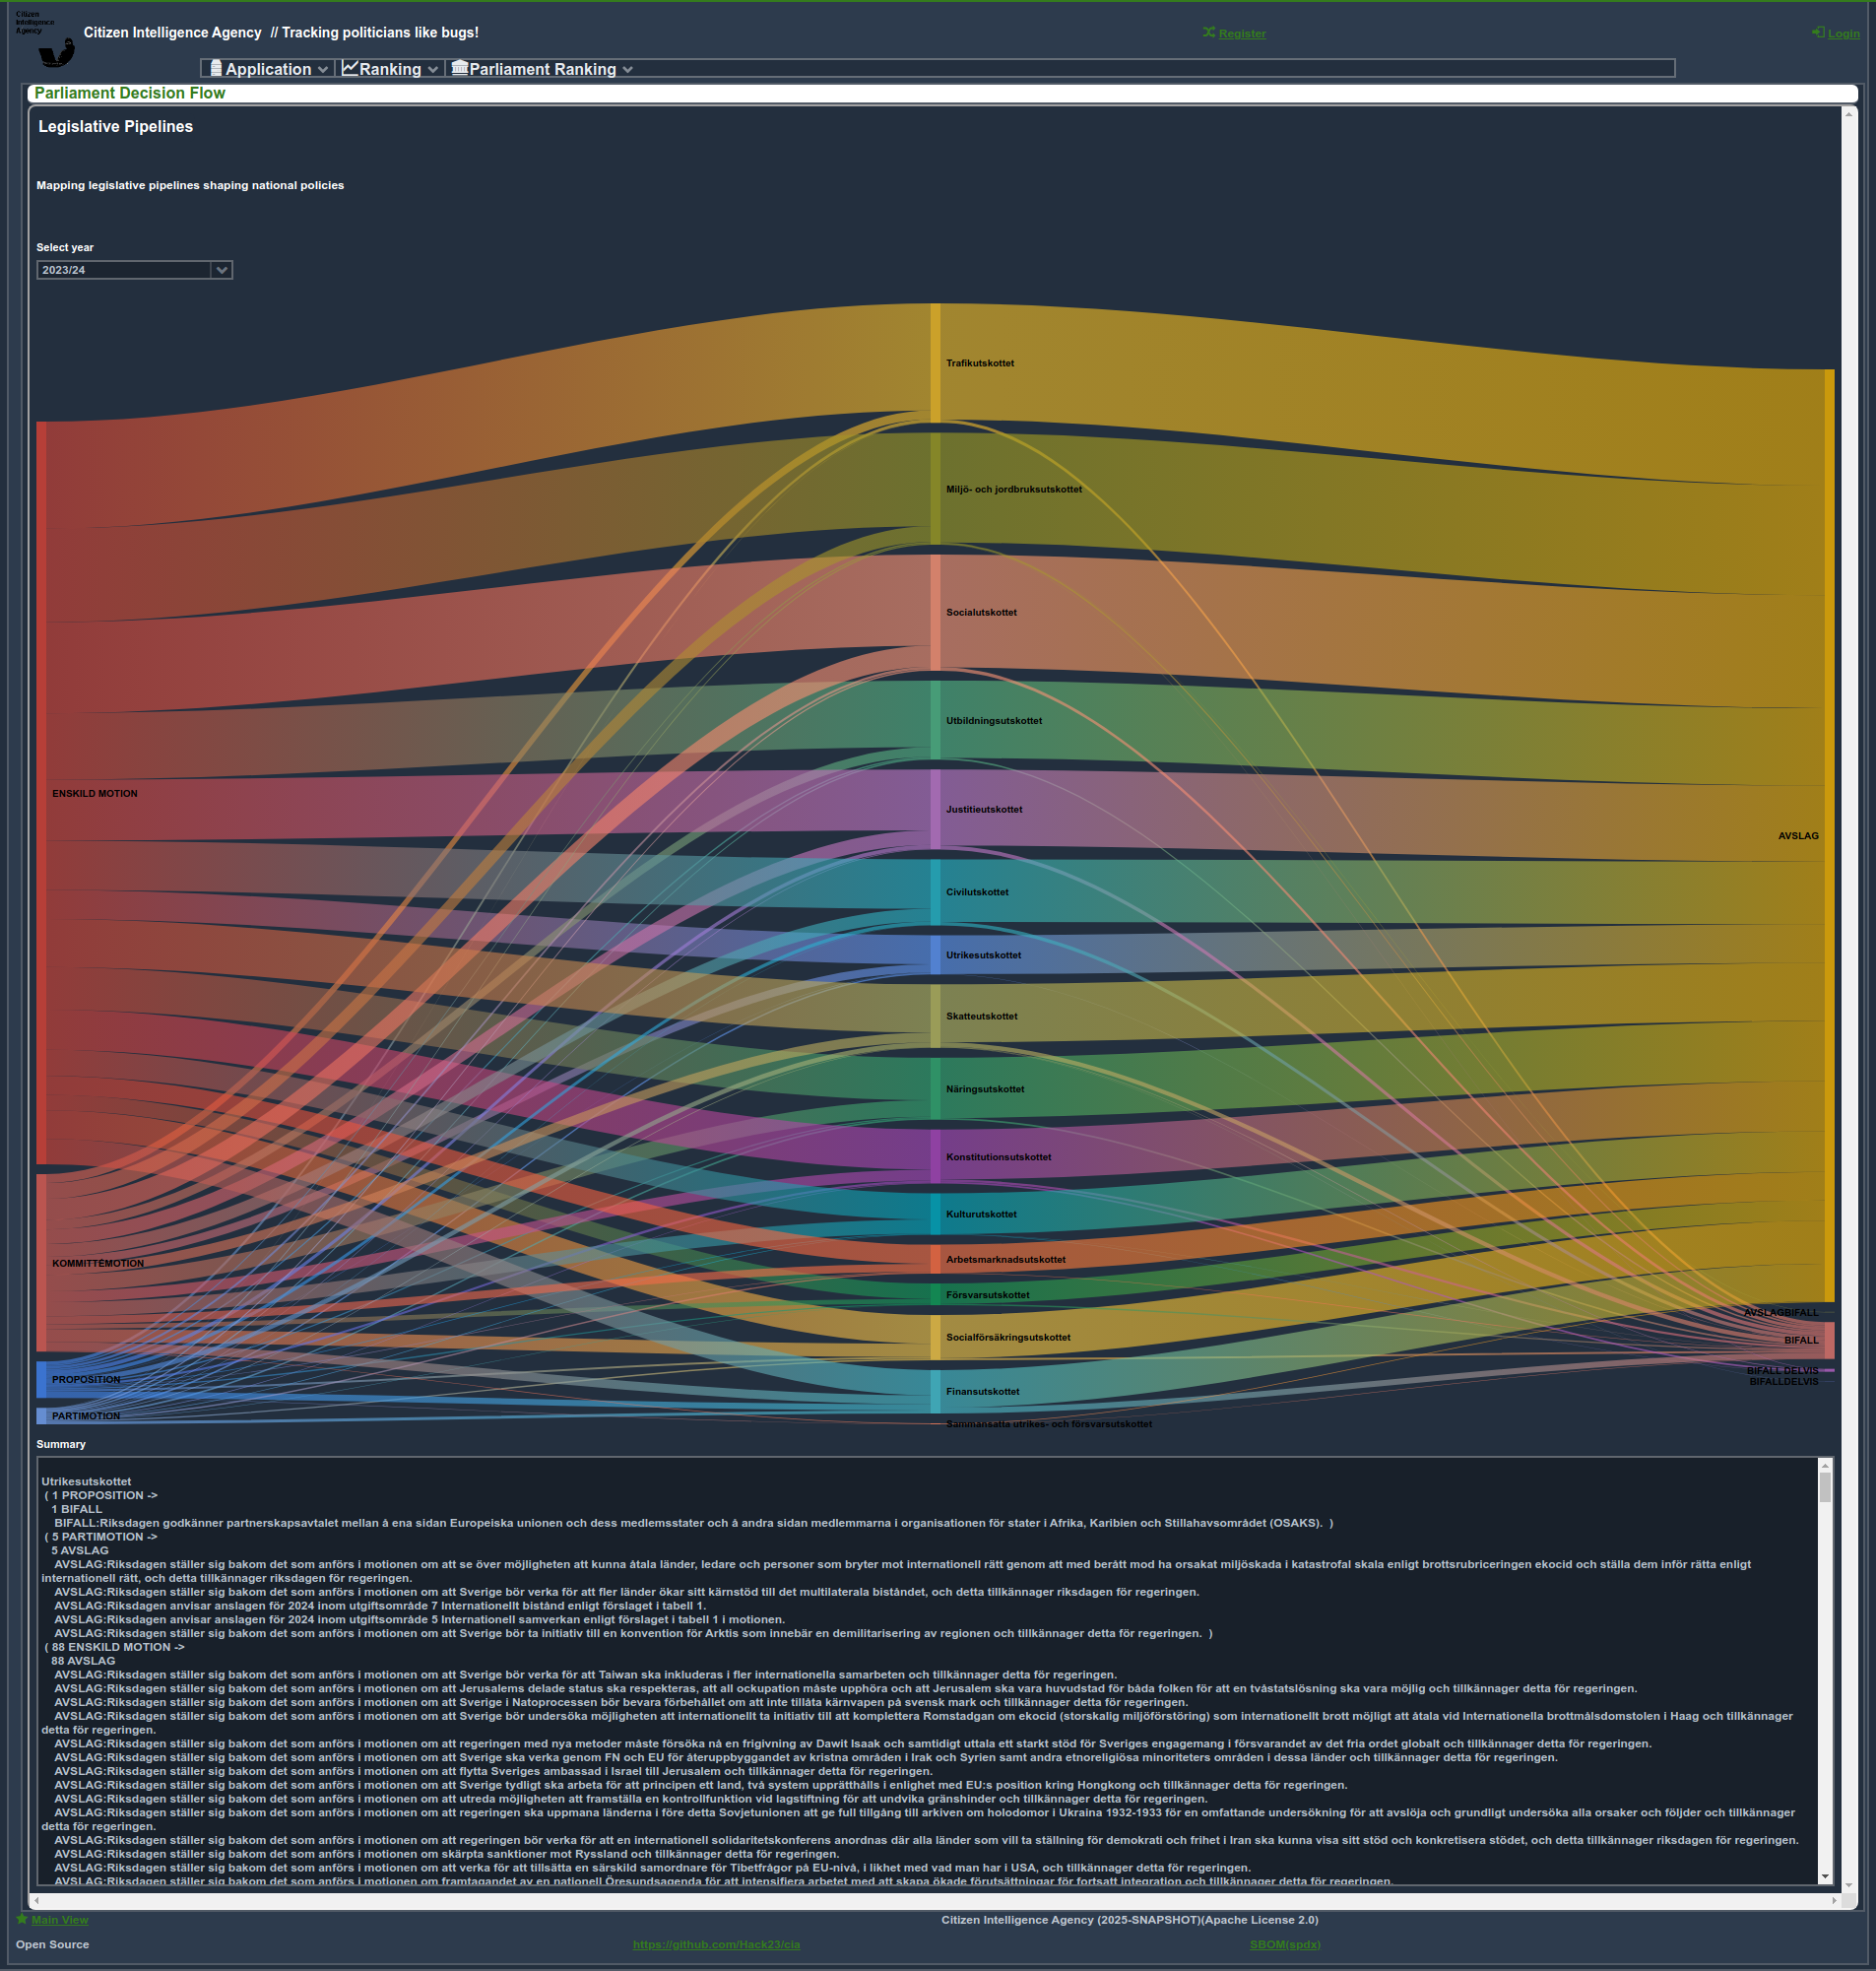 Citizen
Intelligence
Agency
Citizen Intelligence Agency // Tracking politicians like bugs!
Register
Login
Application
Ranking
Parliament Ranking
Parliament Decision Flow
Legislative Pipelines
Mapping legislative pipelines shaping national policies
Select year
2023/24
Trafikutskottet
Miljö- och jordbruksutskottet
Socialutskottet
Utbildningsutskottet
ENSKILD MOTION
Justitieutskottet
AVSLAG
Civilutskottet
Utrikesutskottet
Skatteutskottet
Näringsutskottet
Konstitutionsutskottet
Kulturutskottet
KOMMITTÉMOTION
Arbetsmarknadsutskottet
Försvarsutskottet
AVSLAGBIFALL
Socialförsäkringsutskottet
BIFALL
BIFALL DELVIS
PROPOSITION
BIFALLDELVIS
Finansutskottet
PARTIMOTION
Sammansatta utrikes- och försvarsutskottet
Summary
Utrikesutskottet
( 1 PROPOSITION ->
1 BIFALL
BIFALL:Riksdagen godkänner partnerskapsavtalet mellan å ena sidan Europeiska unionen och dess medlemsstater och å andra sidan medlemmarna i organisationen för stater i Afrika, Karibien och Stillahavsområdet (OSAKS). )
( 5 PARTIMOTION ->
5 AVSLAG
AVSLAG:Riksdagen ställer sig bakom det som anförs i motionen om att se över möjligheten att kunna åtala länder, ledare och personer som bryter mot internationell rätt genom att med berått mod ha orsakat miljöskada i katastrofal skala enligt brottsrubriceringen ekocid och ställa dem inför rätta enligt
internationell rätt, och detta tillkännager riksdagen för regeringen.
AVSLAG:Riksdagen ställer sig bakom det som anförs i motionen om att Sverige bör verka för att fler länder ökar sitt kärnstöd till det multilaterala biståndet, och detta tillkännager riksdagen för regeringen.
AVSLAG:Riksdagen anvisar anslagen för 2024 inom utgiftsområde 7 Internationellt bistånd enligt förslaget i tabell 1.
AVSLAG:Riksdagen anvisar anslagen för 2024 inom utgiftsområde 5 Internationell samverkan enligt förslaget i tabell 1 i motionen.
AVSLAG:Riksdagen ställer sig bakom det som anförs i motionen om att Sverige bör ta initiativ till en konvention för Arktis som innebär en demilitarisering av regionen och tillkännager detta för regeringen. )
( 88 ENSKILD MOTION ->
88 AVSLAG
AVSLAG:Riksdagen ställer sig bakom det som anförs i motionen om att Sverige bör verka för att Taiwan ska inkluderas i fler internationella samarbeten och tillkännager detta för regeringen.
AVSLAG:Riksdagen ställer sig bakom det som anförs i motionen om att Jerusalems delade status ska respekteras, att all ockupation måste upphöra och att Jerusalem ska vara huvudstad för båda folken för att en tvåstatslösning ska vara möjlig och tillkännager detta för regeringen.
AVSLAG:Riksdagen ställer sig bakom det som anförs i motionen om att Sverige i Natoprocessen bör bevara förbehållet om att inte tillåta kärnvapen på svensk mark och tillkännager detta för regeringen.
AVSLAG:Riksdagen ställer sig bakom det som anförs i motionen om att Sverige bör undersöka möjligheten att internationellt ta initiativ till att komplettera Romstadgan om ekocid (storskalig miljöförstöring) som internationellt brott möjligt att åtala vid Internationella brottmålsdomstolen i Haag och tillkännager
detta för regeringen.
AVSLAG:Riksdagen ställer sig bakom det som anförs i motionen om att regeringen med nya metoder måste försöka nå en frigivning av Dawit Isaak och samtidigt uttala ett starkt stöd för Sveriges engagemang i försvarandet av det fria ordet globalt och tillkännager detta för regeringen.
AVSLAG:Riksdagen ställer sig bakom det som anförs i motionen om att Sverige ska verka genom FN och EU för återuppbyggandet av kristna områden i Irak och Syrien samt andra etnoreligiösa minoriteters områden i dessa länder och tillkännager detta för regeringen.
AVSLAG:Riksdagen ställer sig bakom det som anförs i motionen om att flytta Sveriges ambassad i Israel till Jerusalem och tillkännager detta för regeringen.
AVSLAG:Riksdagen ställer sig bakom det som anförs i motionen om att Sverige tydligt ska arbeta för att principen ett land, två system upprätthålls i enlighet med EU:s position kring Hongkong och tillkännager detta för regeringen.
AVSLAG:Riksdagen ställer sig bakom det som anförs i motionen om att utreda möjligheten att framställa en kontrollfunktion vid lagstiftning för att undvika gränshinder och tillkännager detta för regeringen.
AVSLAG:Riksdagen ställer sig bakom det som anförs i motionen om att regeringen ska uppmana länderna i före detta Sovjetunionen att ge full tillgång till arkiven om holodomor i Ukraina 1932-1933 för en omfattande undersökning för att avslöja och grundligt undersöka alla orsaker och följder och tillkännager
detta för regeringen.
AVSLAG:Riksdagen ställer sig bakom det som anförs i motionen om att regeringen bör verka för att en internationell solidaritetskonferens anordnas där alla länder som vill ta ställning för demokrati och frihet i Iran ska kunna visa sitt stöd och konkretisera stödet, och detta tillkännager riksdagen för regeringen.
AVSLAG:Riksdagen ställer sig bakom det som anförs i motionen om skärpta sanktioner mot Ryssland och tillkännager detta för regeringen.
AVSLAG:Riksdagen ställer sig bakom det som anförs i motionen om att verka för att tillsätta en särskild samordnare för Tibetfrågor på EU-nivå, i likhet med vad man har i USA, och tillkännager detta för regeringen.
AVSLAG:Riksdagen ställer sig bakom det som anförs i motionen om framtagandet av en nationell Öresundsagenda för att intensifiera arbetet med att skapa ökade förutsättningar för fortsatt integration och tillkännager detta för regeringen.
Main View
Citizen Intelligence Agency (2025-SNAPSHOT)(Apache License 2.0)
Open Source
https://github.com/Hack23/cia
SBOM(spdx)